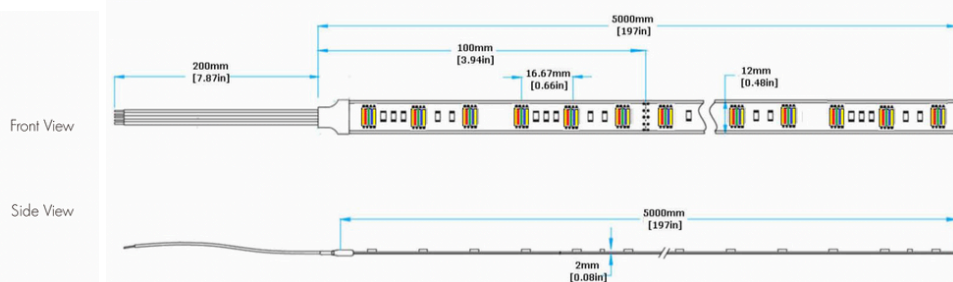 5000mm
[197in]
100mm
[3.94in]
200mm
[7.87in]
16.67mm
[0.66in]
12mm
[0.48in]
Front View
Side View
5000mm
[197in]
2mm
[0.08in]